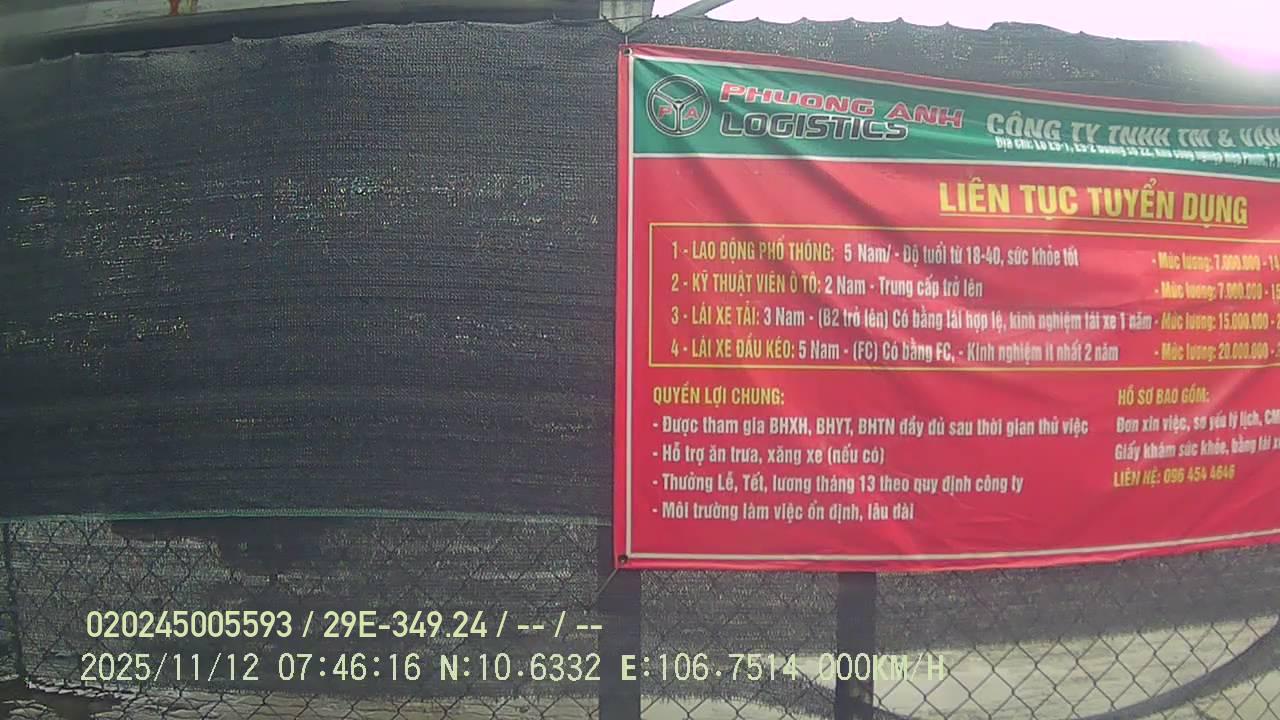 PHUONG ANH
LOGISTICS
PA
CÔNG TY TNHH TM & VẬN
LIÊN TỤC TUYỂN DỤNG
1 - LAO ĐỘNG PHỔ THÔNG: 5 Nam/ - Độ tuổi từ 18-40, sức khỏe tốt - Mức lương: 7.000.000 - 14
2 - KỸ THUẬT VIÊN Ô TÔ: 2 Nam - Trung cấp trở lên - Mức lương: 7.000.000 - 15
3 - LÁI XE TẢI: 3 Nam - (B2 trở lên) Có bằng lái hợp lệ, kinh nghiệm lái xe 1 năm - Mức lương: 15.000.000 -
4 - LÁI XE ĐẦU KÉO: 5 Nam - (FC) Có bằng FC, - Kinh nghiệm ít nhất 2 năm - Mức lương: 20.000.000 -
QUYỀN LỢI CHUNG:
- Được tham gia BHXH, BHYT, BHTN đầy đủ sau thời gian thử việc
- Hỗ trợ ăn trưa, xăng xe (nếu có)
- Thưởng Lễ, Tết, lương tháng 13 theo quy định công ty
- Môi trường làm việc ổn định, lâu dài
HỒ SƠ BAO GỒM:
Đơn xin việc, sơ yếu lý lịch,
Giấy khám sức khỏe, bằng lái
LIÊN HỆ: 096 454 4646
020245005593 / 29E-349.24 / -- / --
2025/11/12 07:46:16 N:10.6332 E:106.7514 000KM/H